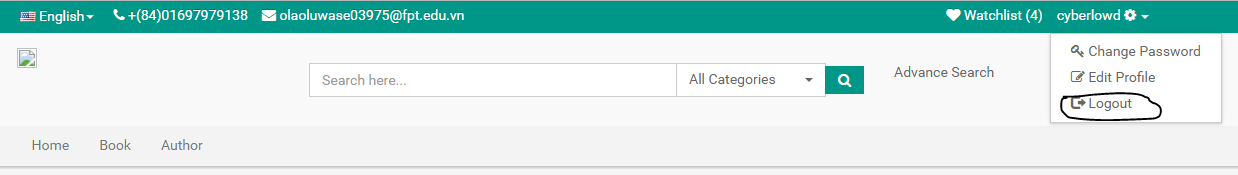 English +(84)01697979138 olaoluwase03975@fpt.edu.vn Watchlist (4) cyberlowd
Change Password
Search here... All Categories Advance Search
Edit Profile
Logout
Home Book Author